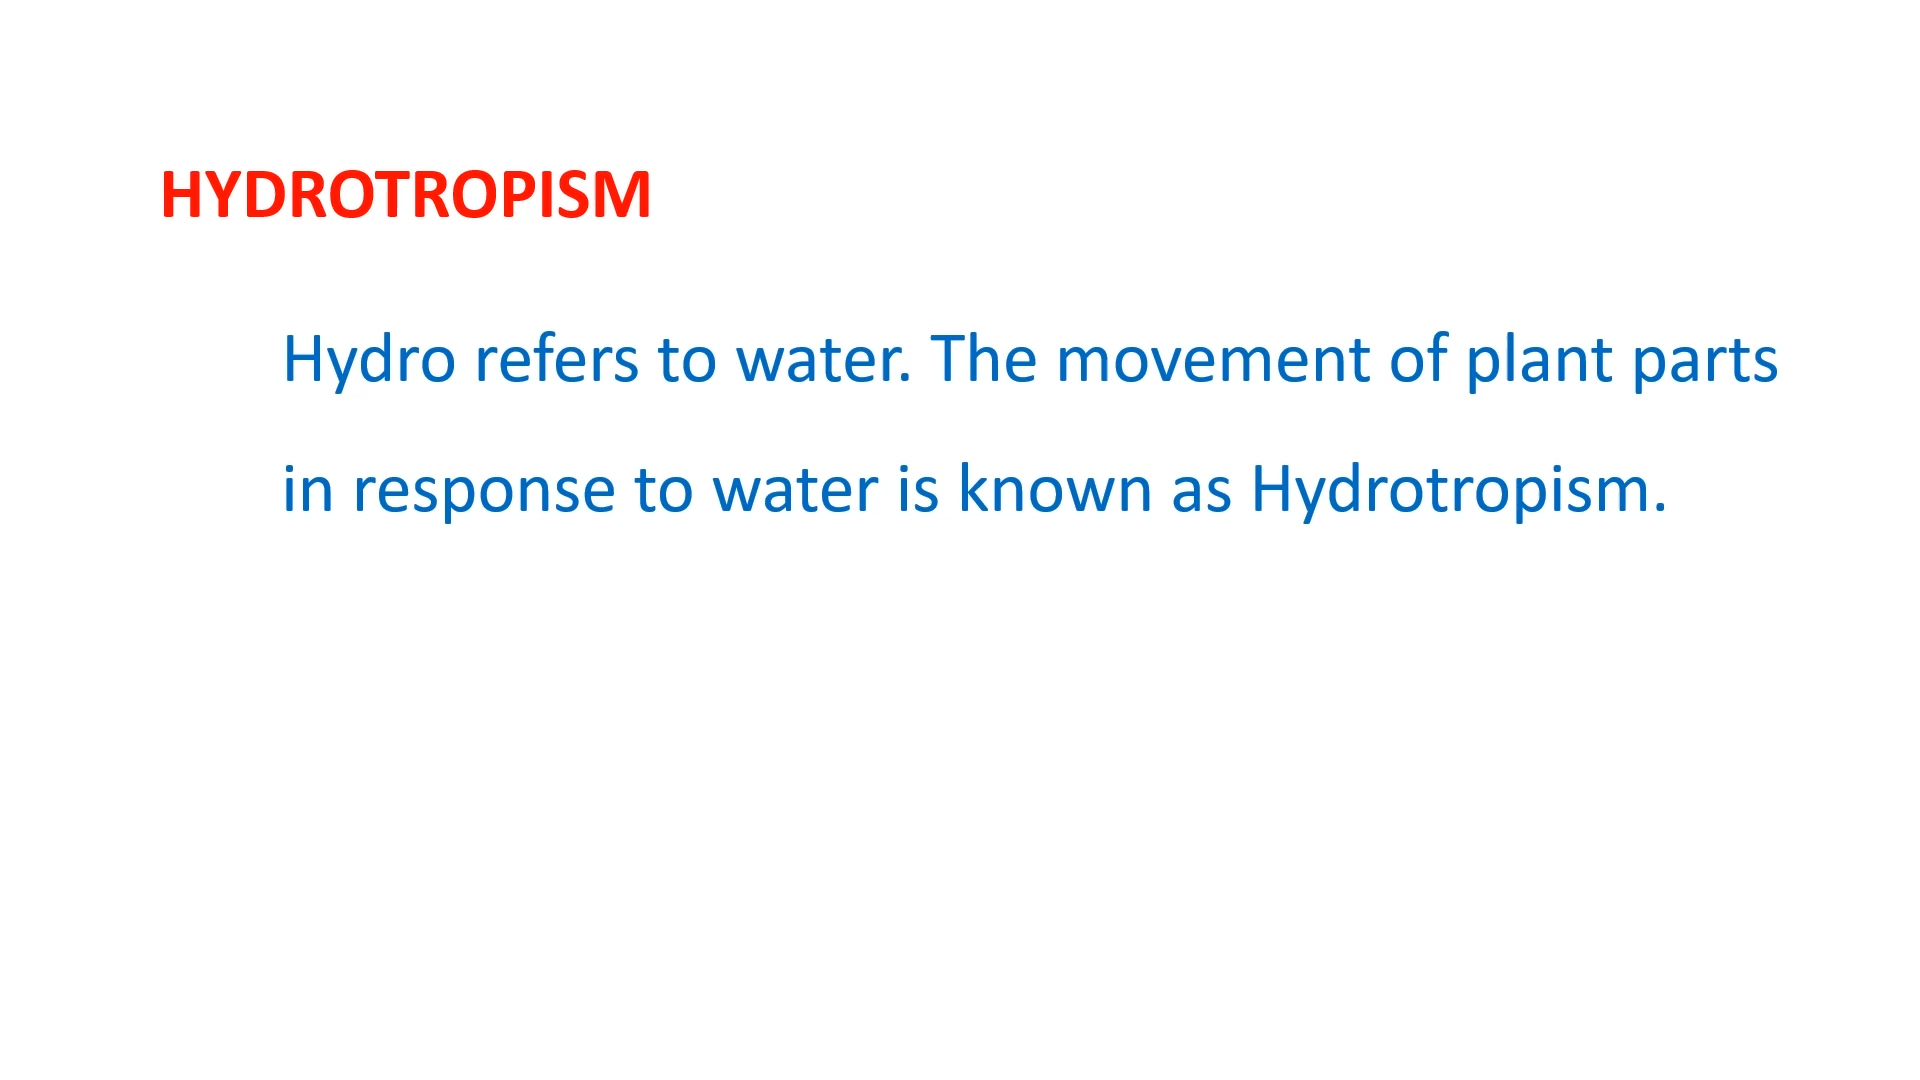 HYDROTROPISM
Hydro refers to water. The movement of plant parts
in response to water is known as Hydrotropism.